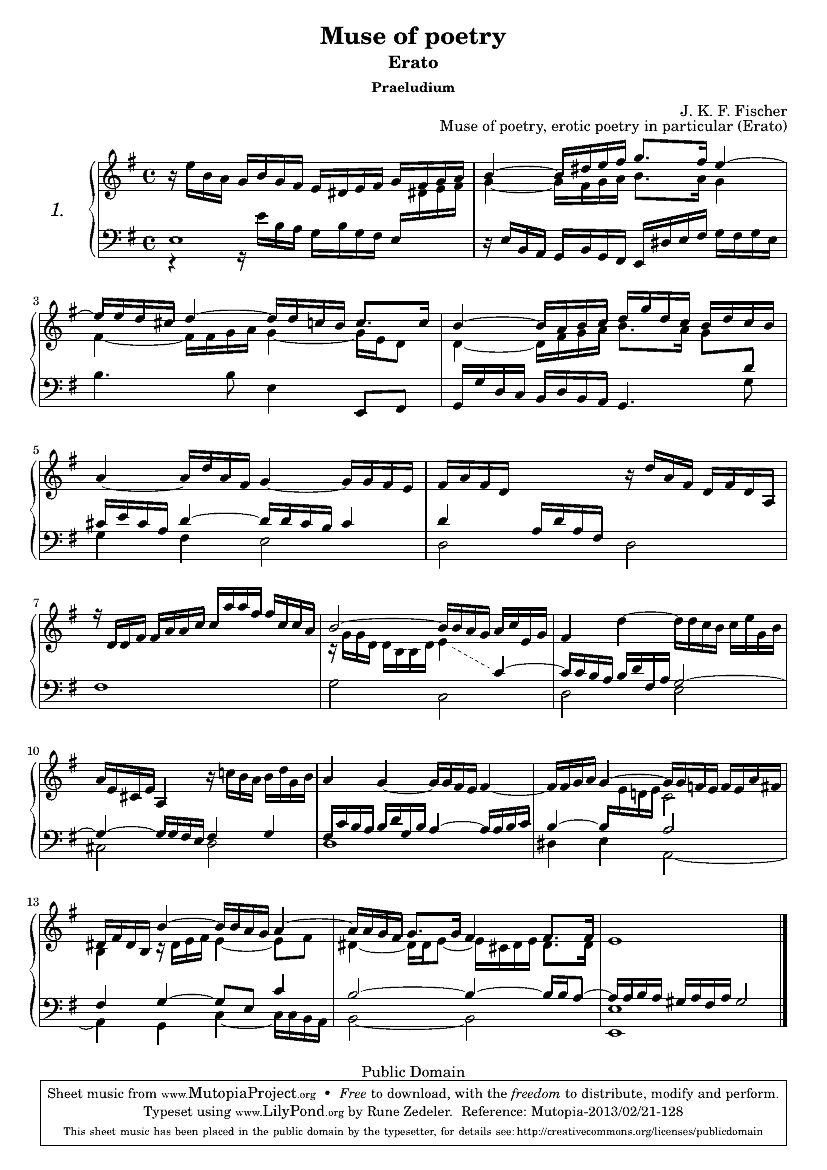 Muse of poetry
Erato
Praeludium
J. K. F. Fischer
Muse of poetry, erotic poetry in particular (Erato)
1.
3
5
7
10
13
Public Domain
Sheet music from www.MutopiaProject.org • Free to download, with the freedom to distribute, modify and perform.
Typeset using www.LilyPond.org by Rune Zedeler. Reference: Mutopia-2013/02/21-128
This sheet music has been placed in the public domain by the typesetter, for details see: http://creativecommons.org/licenses/publicdomain